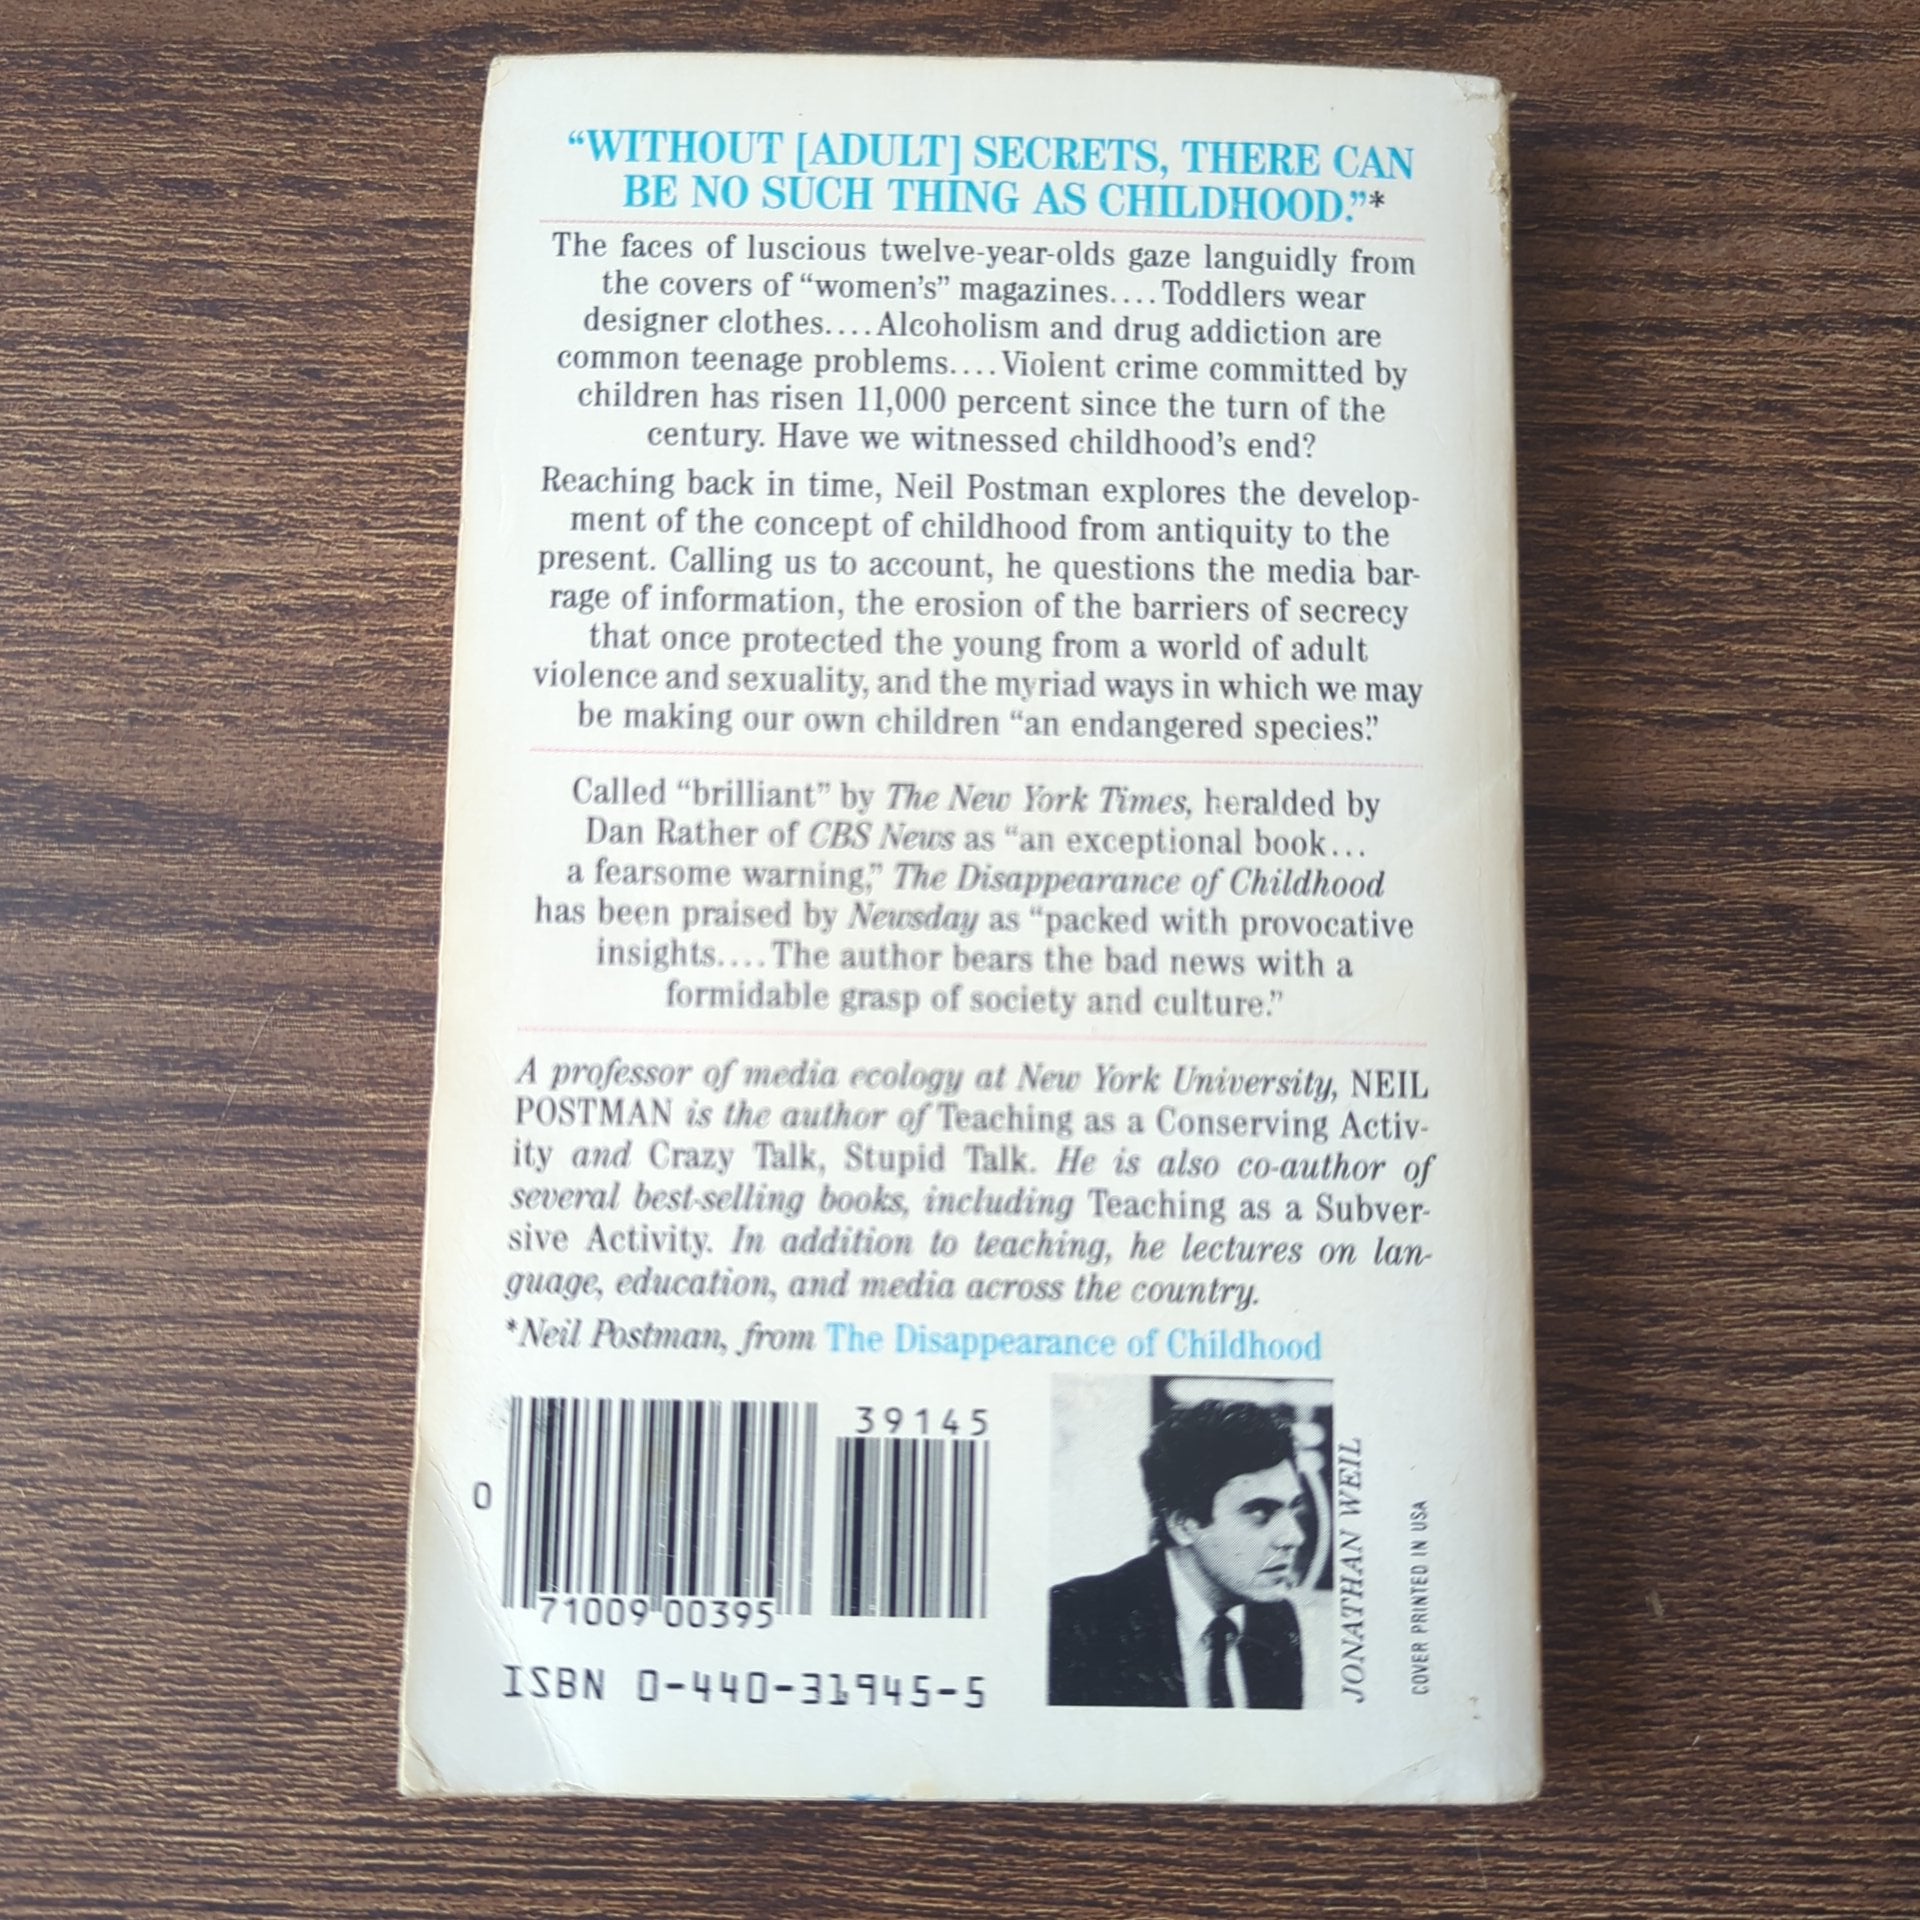 “WITHOUT [ADULT] SECRETS, THERE CAN
BE NO SUCH THING AS CHILDHOOD.”*
The faces of luscious twelve-year-olds gaze languidly from
the covers of “women’s” magazines.... Toddlers wear
designer clothes.... Alcoholism and drug addiction are
common teenage problems.... Violent crime committed by
children has risen 11,000 percent since the turn of the
century. Have we witnessed childhood’s end?
Reaching back in time, Neil Postman explores the develop-
ment of the concept of childhood from antiquity to the
present. Calling us to account, he questions the media bar-
rage of information, the erosion of the barriers of secrecy
that once protected the young from a world of adult
violence and sexuality, and the myriad ways in which we may
be making our own children “an endangered species.”
Called “brilliant” by The New York Times, heralded by
Dan Rather of CBS News as “an exceptional book...
a fearsome warning,” The Disappearance of Childhood
has been praised by Newsday as “packed with provocative
insights.... The author bears the bad news with a
formidable grasp of society and culture.”
A professor of media ecology at New York University, NEIL
POSTMAN is the author of Teaching as a Conserving Activ-
ity and Crazy Talk, Stupid Talk. He is also co-author of
several best-selling books, including Teaching as a Subver-
sive Activity. In addition to teaching, he lectures on lan-
guage, education, and media across the country.
*Neil Postman, from The Disappearance of Childhood
39145
0
71009 00395
ISBN 0-440-31945-5
JONATHAN WEIL
COVER PRINTED IN USA